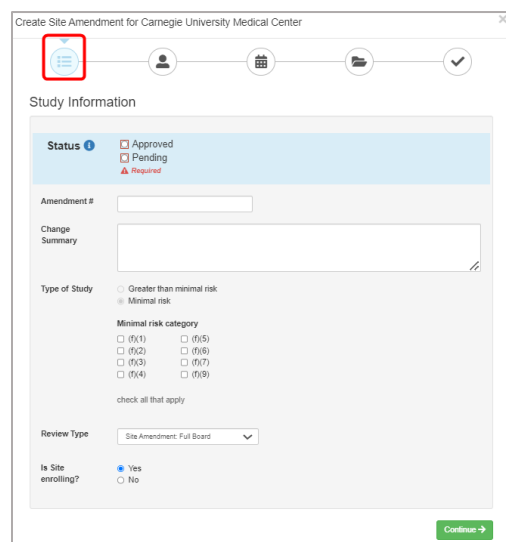 Create Site Amendment for Carnegie University Medical Center
×
Study Information
Status
Approved
Pending
Required
Amendment #
Change
Summary
Type of Study
Greater than minimal risk
Minimal risk
Minimal risk category
(f)(1) (f)(5)
(f)(2) (f)(6)
(f)(3) (f)(7)
(f)(4) (f)(9)
check all that apply
Review Type
Site Amendment: Full Board
Is Site
enrolling?
Yes
No
Continue →